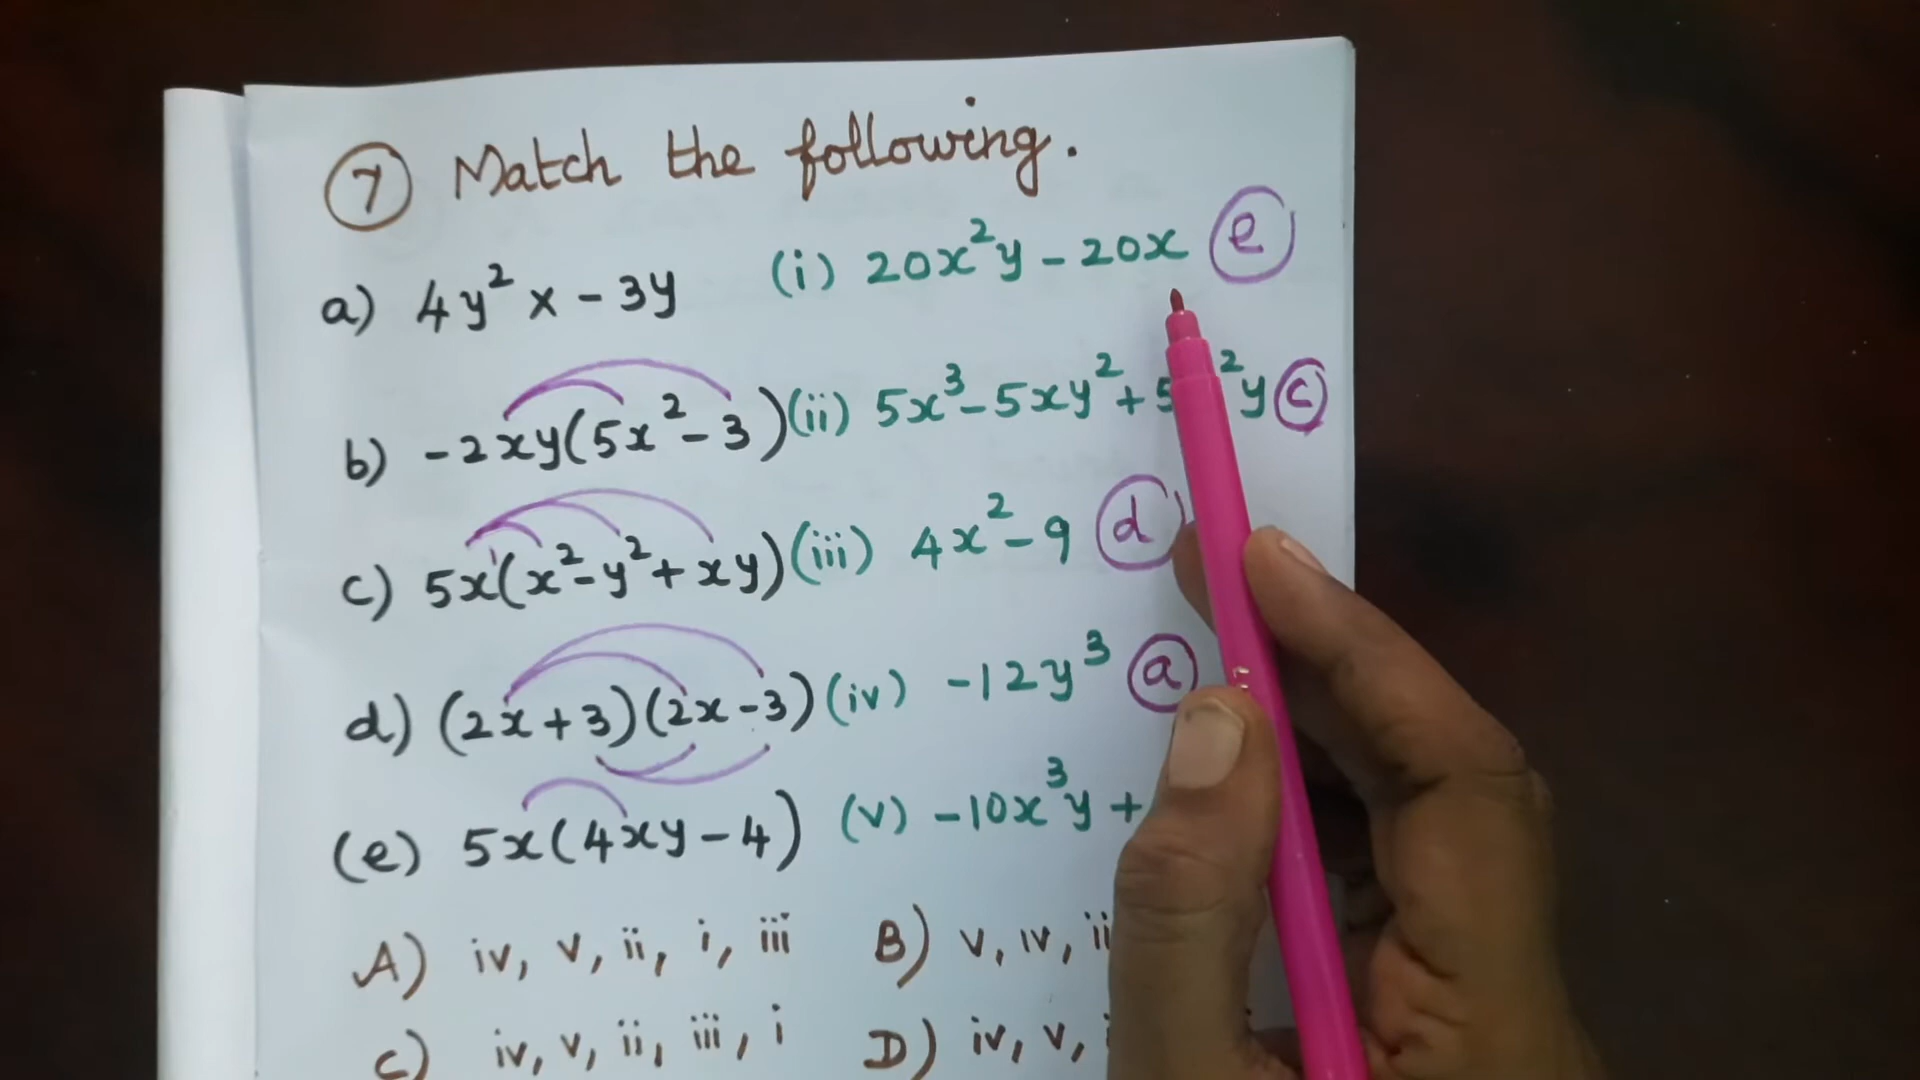 7 Match the following.
a) 4y² x - 3y (i) 20x²y - 20x e
b) -2xy(5x² - 3) (ii) 5x³ - 5xy² + 5 ²y c
c) 5x(x² - y² + xy) (iii) 4x² - 9 d
d) (2x + 3)(2x - 3) (iv) -12y³ a
(e) 5x(4xy - 4) (v) -10x³y +
A) iv, v, ii, i, iii B) v, iv, ii
C) iv, v, ii, iii, i D) iv, v,